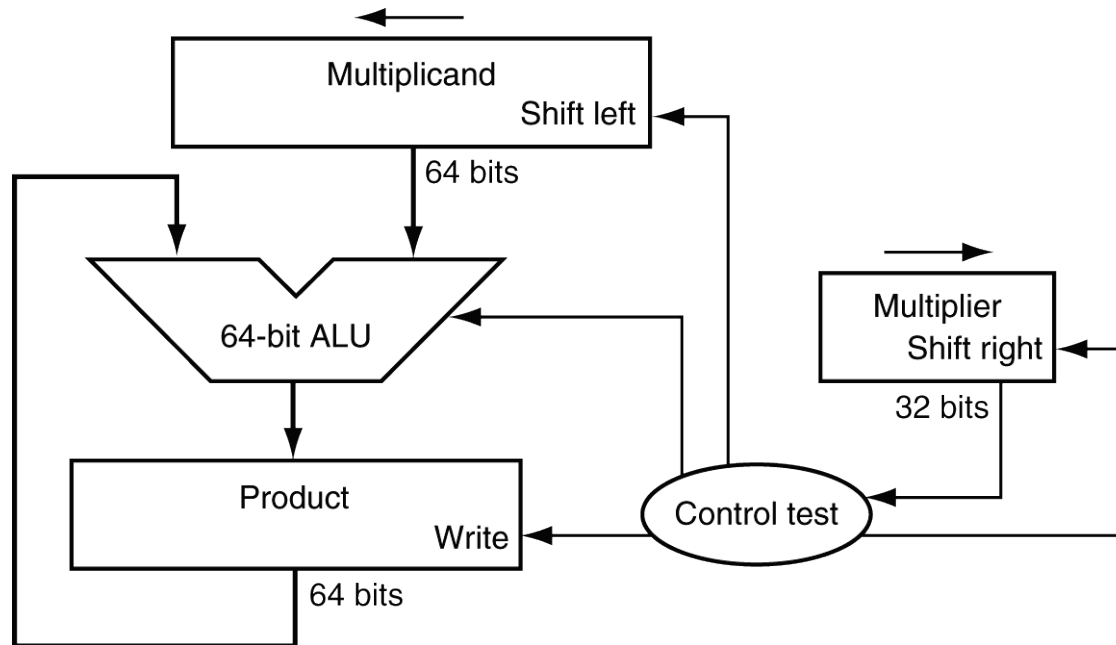 Multiplicand
Shift left
64 bits
64-bit ALU
Multiplier
Shift right
32 bits
Product
Write
Control test
64 bits